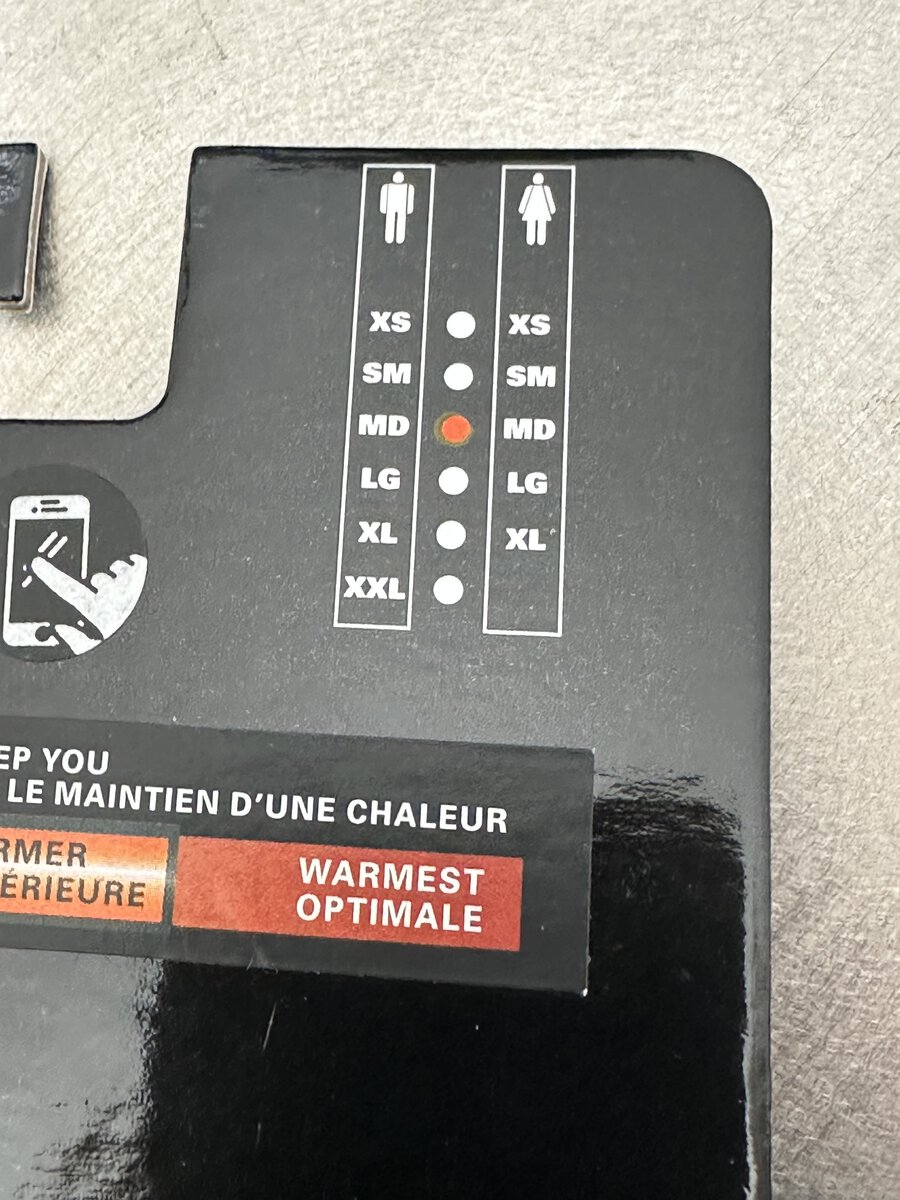 XS XS
SM SM
MD MD
LG LG
XL XL
XXL
EP YOU
LE MAINTIEN D'UNE CHALEUR
RMER
ÉRIEURE
WARMEST
OPTIMALE